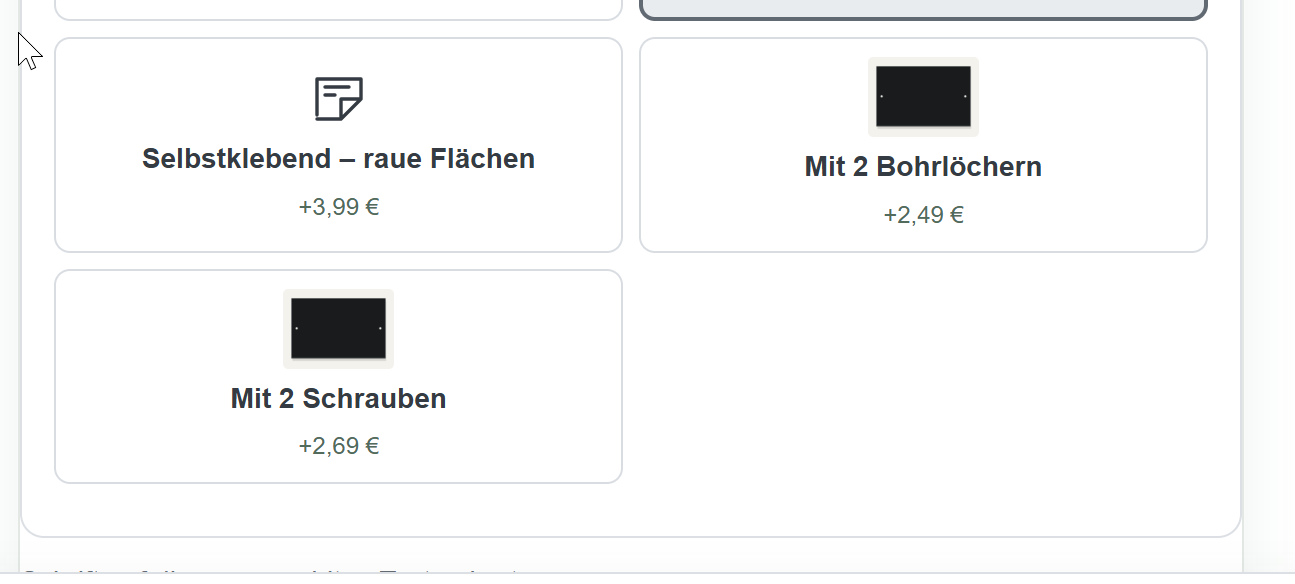 Selbstklebend – raue Flächen
+3,99 €
Mit 2 Bohrlöchern
+2,49 €
Mit 2 Schrauben
+2,69 €